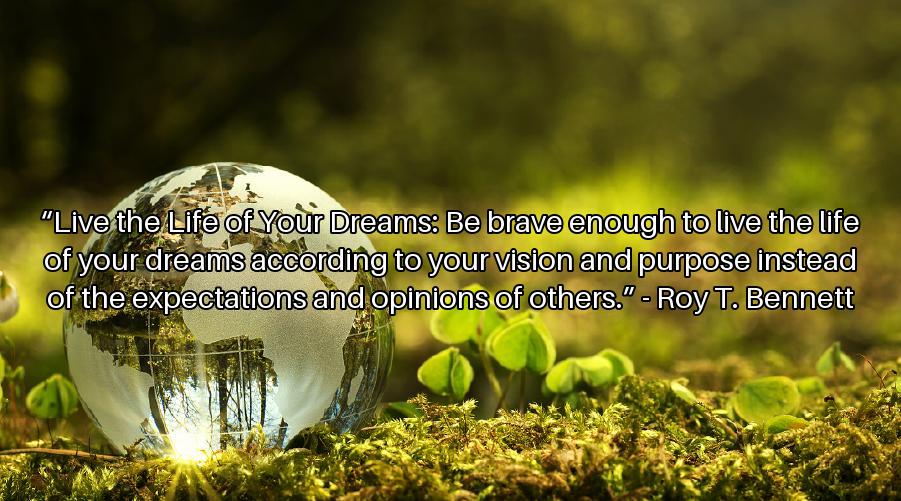 “Live the Life of Your Dreams: Be brave enough to live the life
of your dreams according to your vision and purpose instead
of the expectations and opinions of others.” - Roy T. Bennett